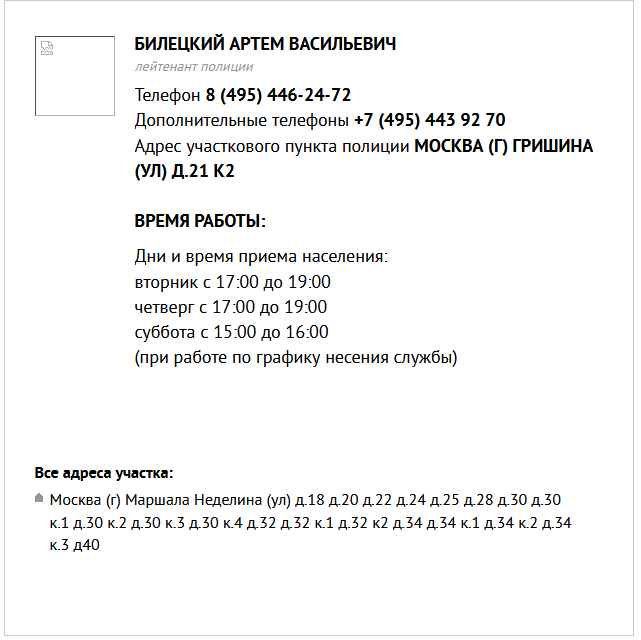 БИЛЕЦКИЙ АРТЕМ ВАСИЛЬЕВИЧ
лейтенант полиции
Телефон 8 (495) 446-24-72
Дополнительные телефоны +7 (495) 443 92 70
Адрес участкового пункта полиции МОСКВА (Г) ГРИШИНА
(УЛ) Д.21 К2
ВРЕМЯ РАБОТЫ:
Дни и время приема населения:
вторник с 17:00 до 19:00
четверг с 17:00 до 19:00
суббота с 15:00 до 16:00
(при работе по графику несения службы)
Все адреса участка:
Москва (г) Маршала Неделина (ул) д.18 д.20 д.22 д.24 д.25 д.28 д.30 д.30
к.1 д.30 к.2 д.30 к.3 д.30 к.4 д.32 д.32 к.1 д.32 к2 д.34 д.34 к.1 д.34 к.2 д.34
к.3 д40